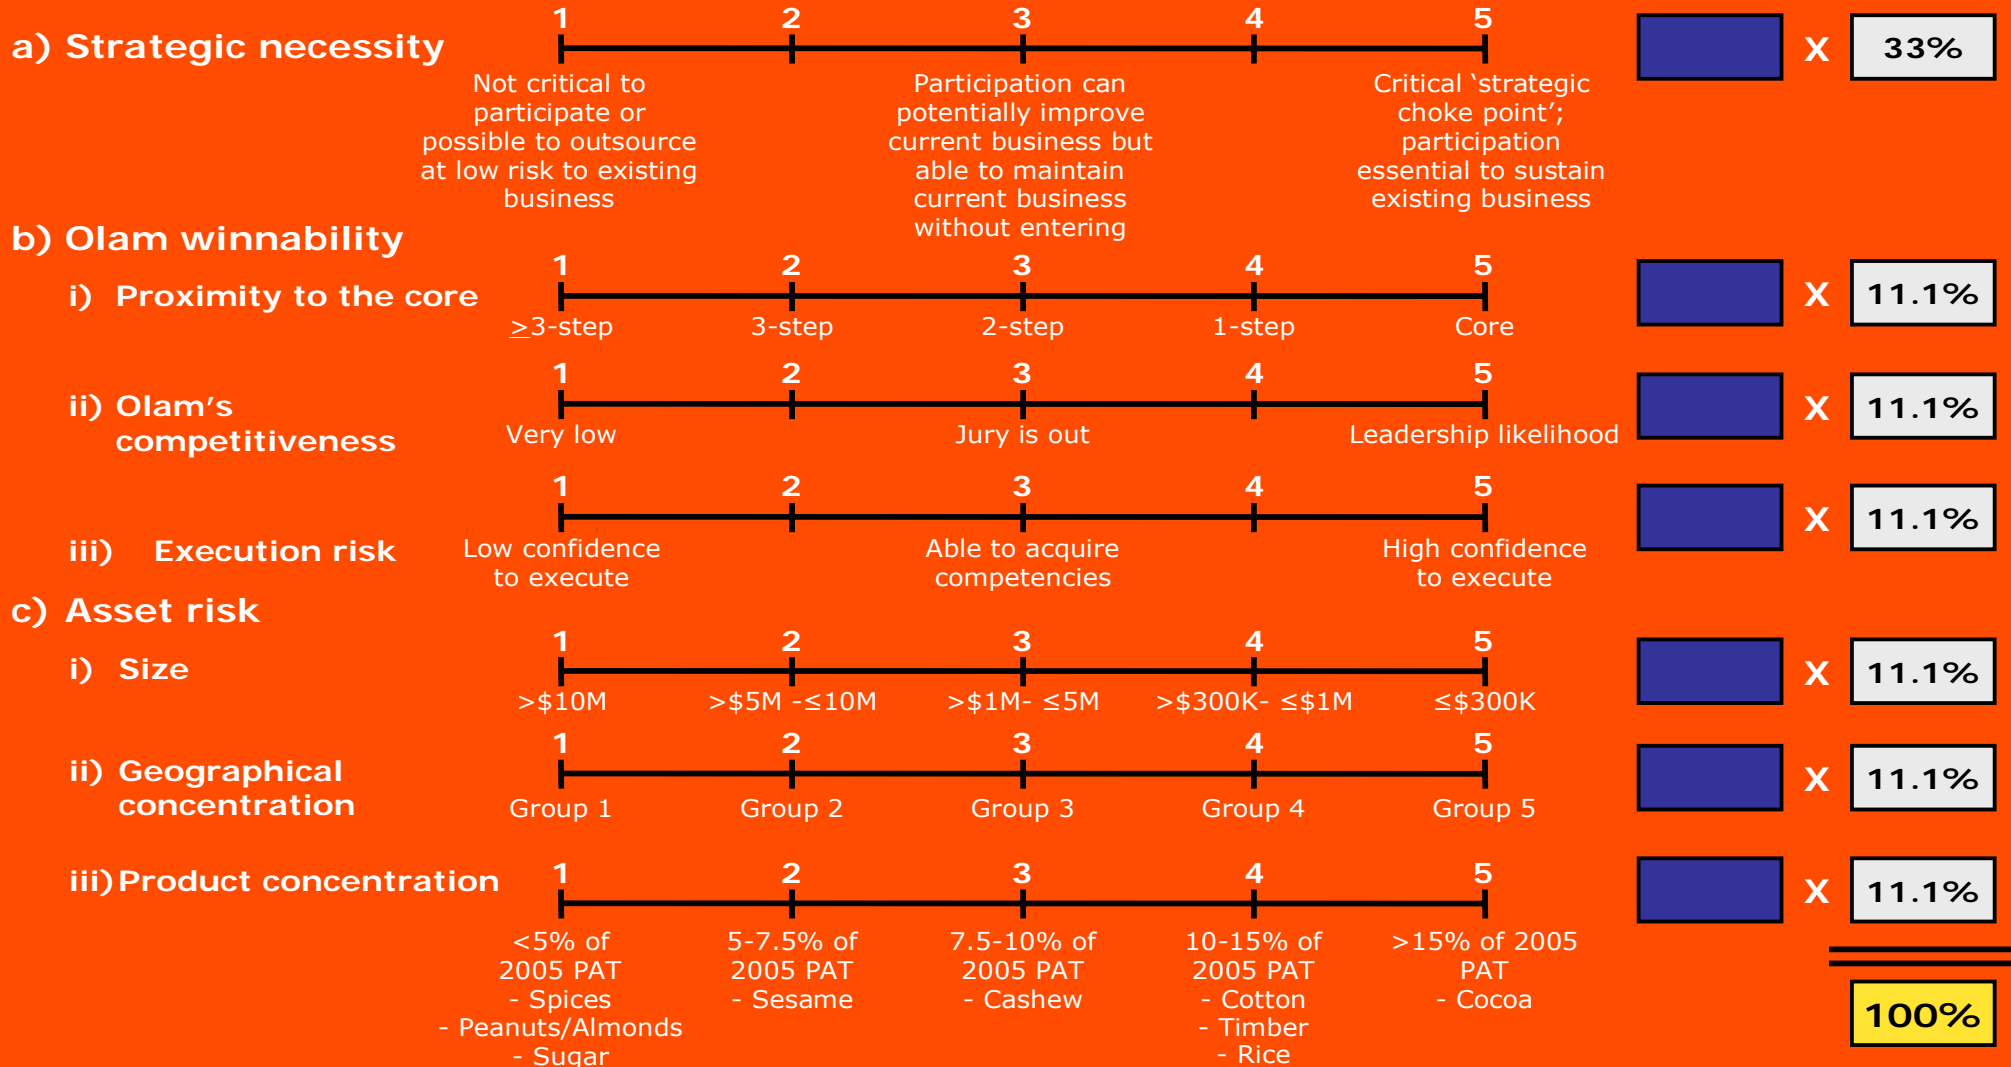 1 2 3 4 5
a) Strategic necessity
X 33%
Not critical to
participate or
possible to outsource
at low risk to existing
business
Participation can
potentially improve
current business but
able to maintain
current business
without entering
Critical ‘strategic
choke point’;
participation
essential to sustain
existing business
b) Olam winnability
1 2 3 4 5
i) Proximity to the core
X 11.1%
≥3-step 3-step 2-step 1-step Core
1 2 3 4 5
ii) Olam’s
competitiveness
X 11.1%
Very low Jury is out Leadership likelihood
1 2 3 4 5
X 11.1%
iii) Execution risk
Low confidence
to execute
Able to acquire
competencies
High confidence
to execute
c) Asset risk
1 2 3 4 5
i) Size
X 11.1%
>$10M >$5M -≤10M >$1M- ≤5M >$300K- ≤$1M ≤$300K
1 2 3 4 5
ii) Geographical
concentration
X 11.1%
Group 1 Group 2 Group 3 Group 4 Group 5
1 2 3 4 5
iii) Product concentration
X 11.1%
<5% of
2005 PAT
- Spices
- Peanuts/Almonds
- Sugar
5-7.5% of
2005 PAT
- Sesame
7.5-10% of
2005 PAT
- Cashew
10-15% of
2005 PAT
- Cotton
- Timber
- Rice
>15% of 2005
PAT
- Cocoa
100%